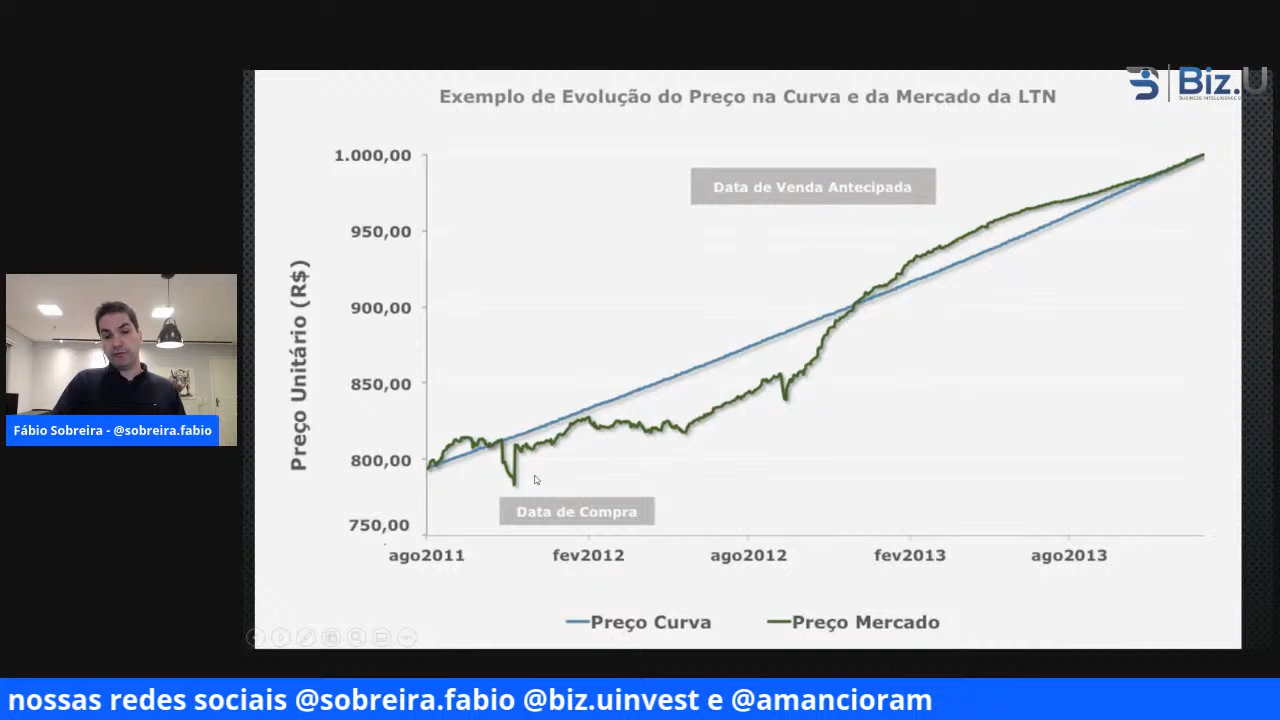 Biz.U
Exemplo de Evolução do Preço na Curva e da Mercado da LTN
Preço Unitário (R$)
1.000,00
950,00
900,00
850,00
800,00
750,00
Data de Venda Antecipada
Data de Compra
ago2011
fev2012
ago2012
fev2013
ago2013
Preço Curva
Preço Mercado
Fábio Sobreira - @sobreira.fabio
nossas redes sociais @sobreira.fabio @biz.uinvest e @amancioram